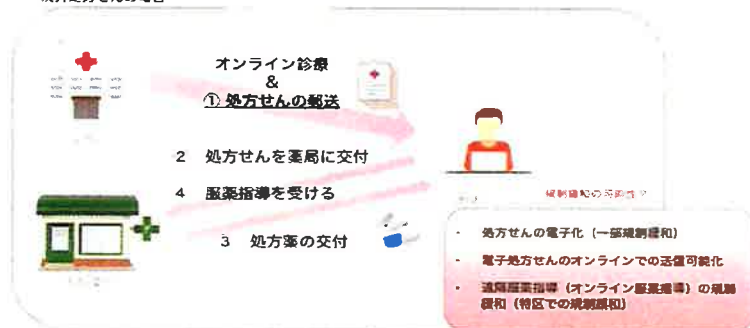 オンライン診療
&
① 処方せんの郵送
2 処方せんを薬局に交付
4 服薬指導を受ける
3 処方薬の交付
・ 処方せんの電子化（一部規制緩和）
・ 電子処方せんのオンラインでの送信可能化
・ 遠隔服薬指導（オンライン服薬指導）の規制
緩和（特区での規制緩和）